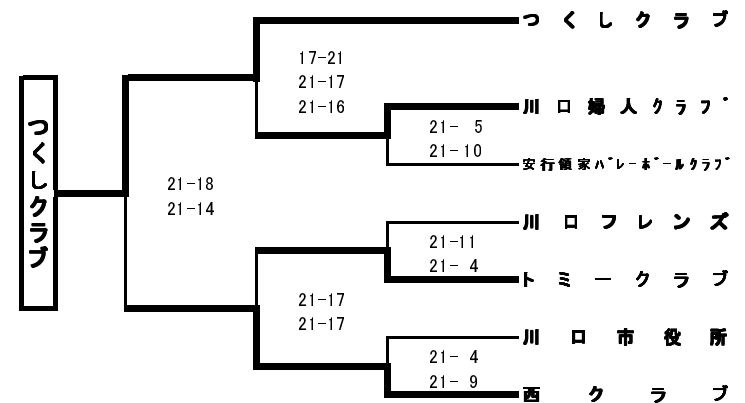 つくしクラブ
17-21
21-17
21-16
川口婦人クラブ
21- 5
21-10
安行領家バレーボールクラブ
つくしクラブ
21-18
21-14
川口フレンズ
21-11
21- 4
トミークラブ
21-17
21-17
川口市役所
21- 4
21- 9
西クラブ